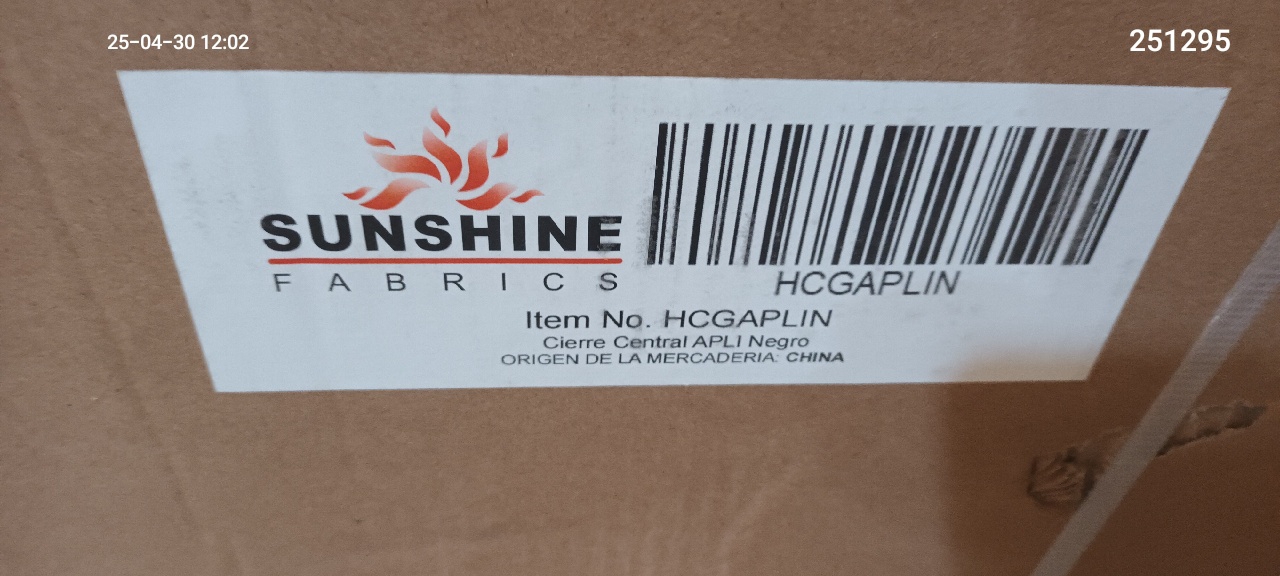 25-04-30 12:02
251295
SUNSHINE
FABRICS
HCGAPLIN
Item No. HCGAPLIN
Cierre Central APLI Negro
ORIGEN DE LA MERCADERIA: CHINA